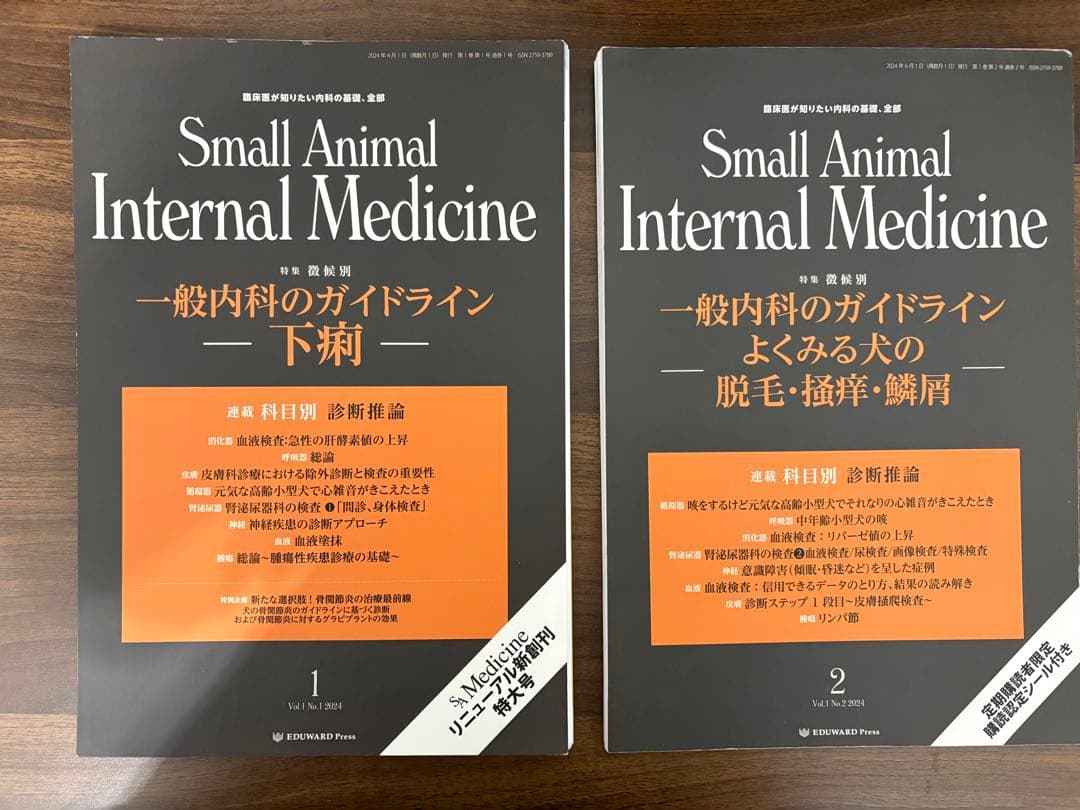 2024年4月1日(偶数月1日)発行 第1巻第1号通巻1号 ISSN 2759-3789
臨床医が知りたい内科の基礎、全部
Small Animal
Internal Medicine
特集 徴候別
一般内科のガイドライン
下痢
連載 科目別 診断推論
消化器 血液検査:急性の肝酵素値の上昇
呼吸器 総論
皮膚 皮膚科診療における除外診断と検査の重要性
循環器 元気な高齢小型犬で心雑音がきこえたとき
腎泌尿器 腎泌尿器科の検査 ❶「問診、身体検査」
神経 神経疾患の診断アプローチ
血液 血液塗抹
腫瘍 総論~腫瘍性疾患診療の基礎~
特別企画 新たな選択肢!骨関節炎の治療最前線
犬の骨関節炎のガイドラインに基づく診断
および骨関節炎に対するグラピプラントの効果
SA Medicine
リニューアル新創刊
特大号
1
Vol.1 No.1 2024
EDUWARD Press
2024年6月1日(偶数月1日)発行 第1巻第2号通巻2号 ISSN 2759-3789
臨床医が知りたい内科の基礎、全部
Small Animal
Internal Medicine
特集 徴候別
一般内科のガイドライン
よくみる犬の
脱毛・掻痒・鱗屑
連載 科目別 診断推論
循環器 咳をするけど元気な高齢小型犬でそれなりの心雑音がきこえたとき
呼吸器 中年齢小型犬の咳
消化器 血液検査:リパーゼ値の上昇
腎泌尿器 腎泌尿器科の検査❷血液検査/尿検査/画像検査/特殊検査
神経 意識障害(傾眠・昏迷など)を呈した症例
血液 血液検査:信用できるデータのとり方、結果の読み解き
皮膚 診断ステップ 1 段目~皮膚掻爬検査~
腫瘍 リンパ節
定期購読者限定
購読認定シール付き
2
Vol.1 No.2 2024
EDUWARD Press